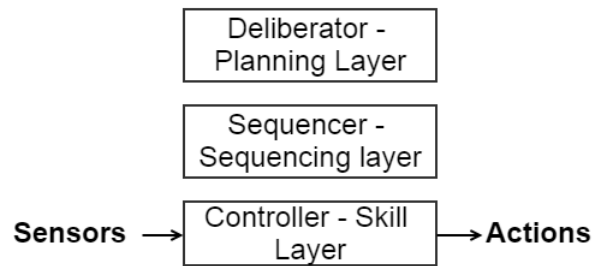 Deliberator -
Planning Layer
Sequencer -
Sequencing layer
Sensors
Controller - Skill
Layer
Actions